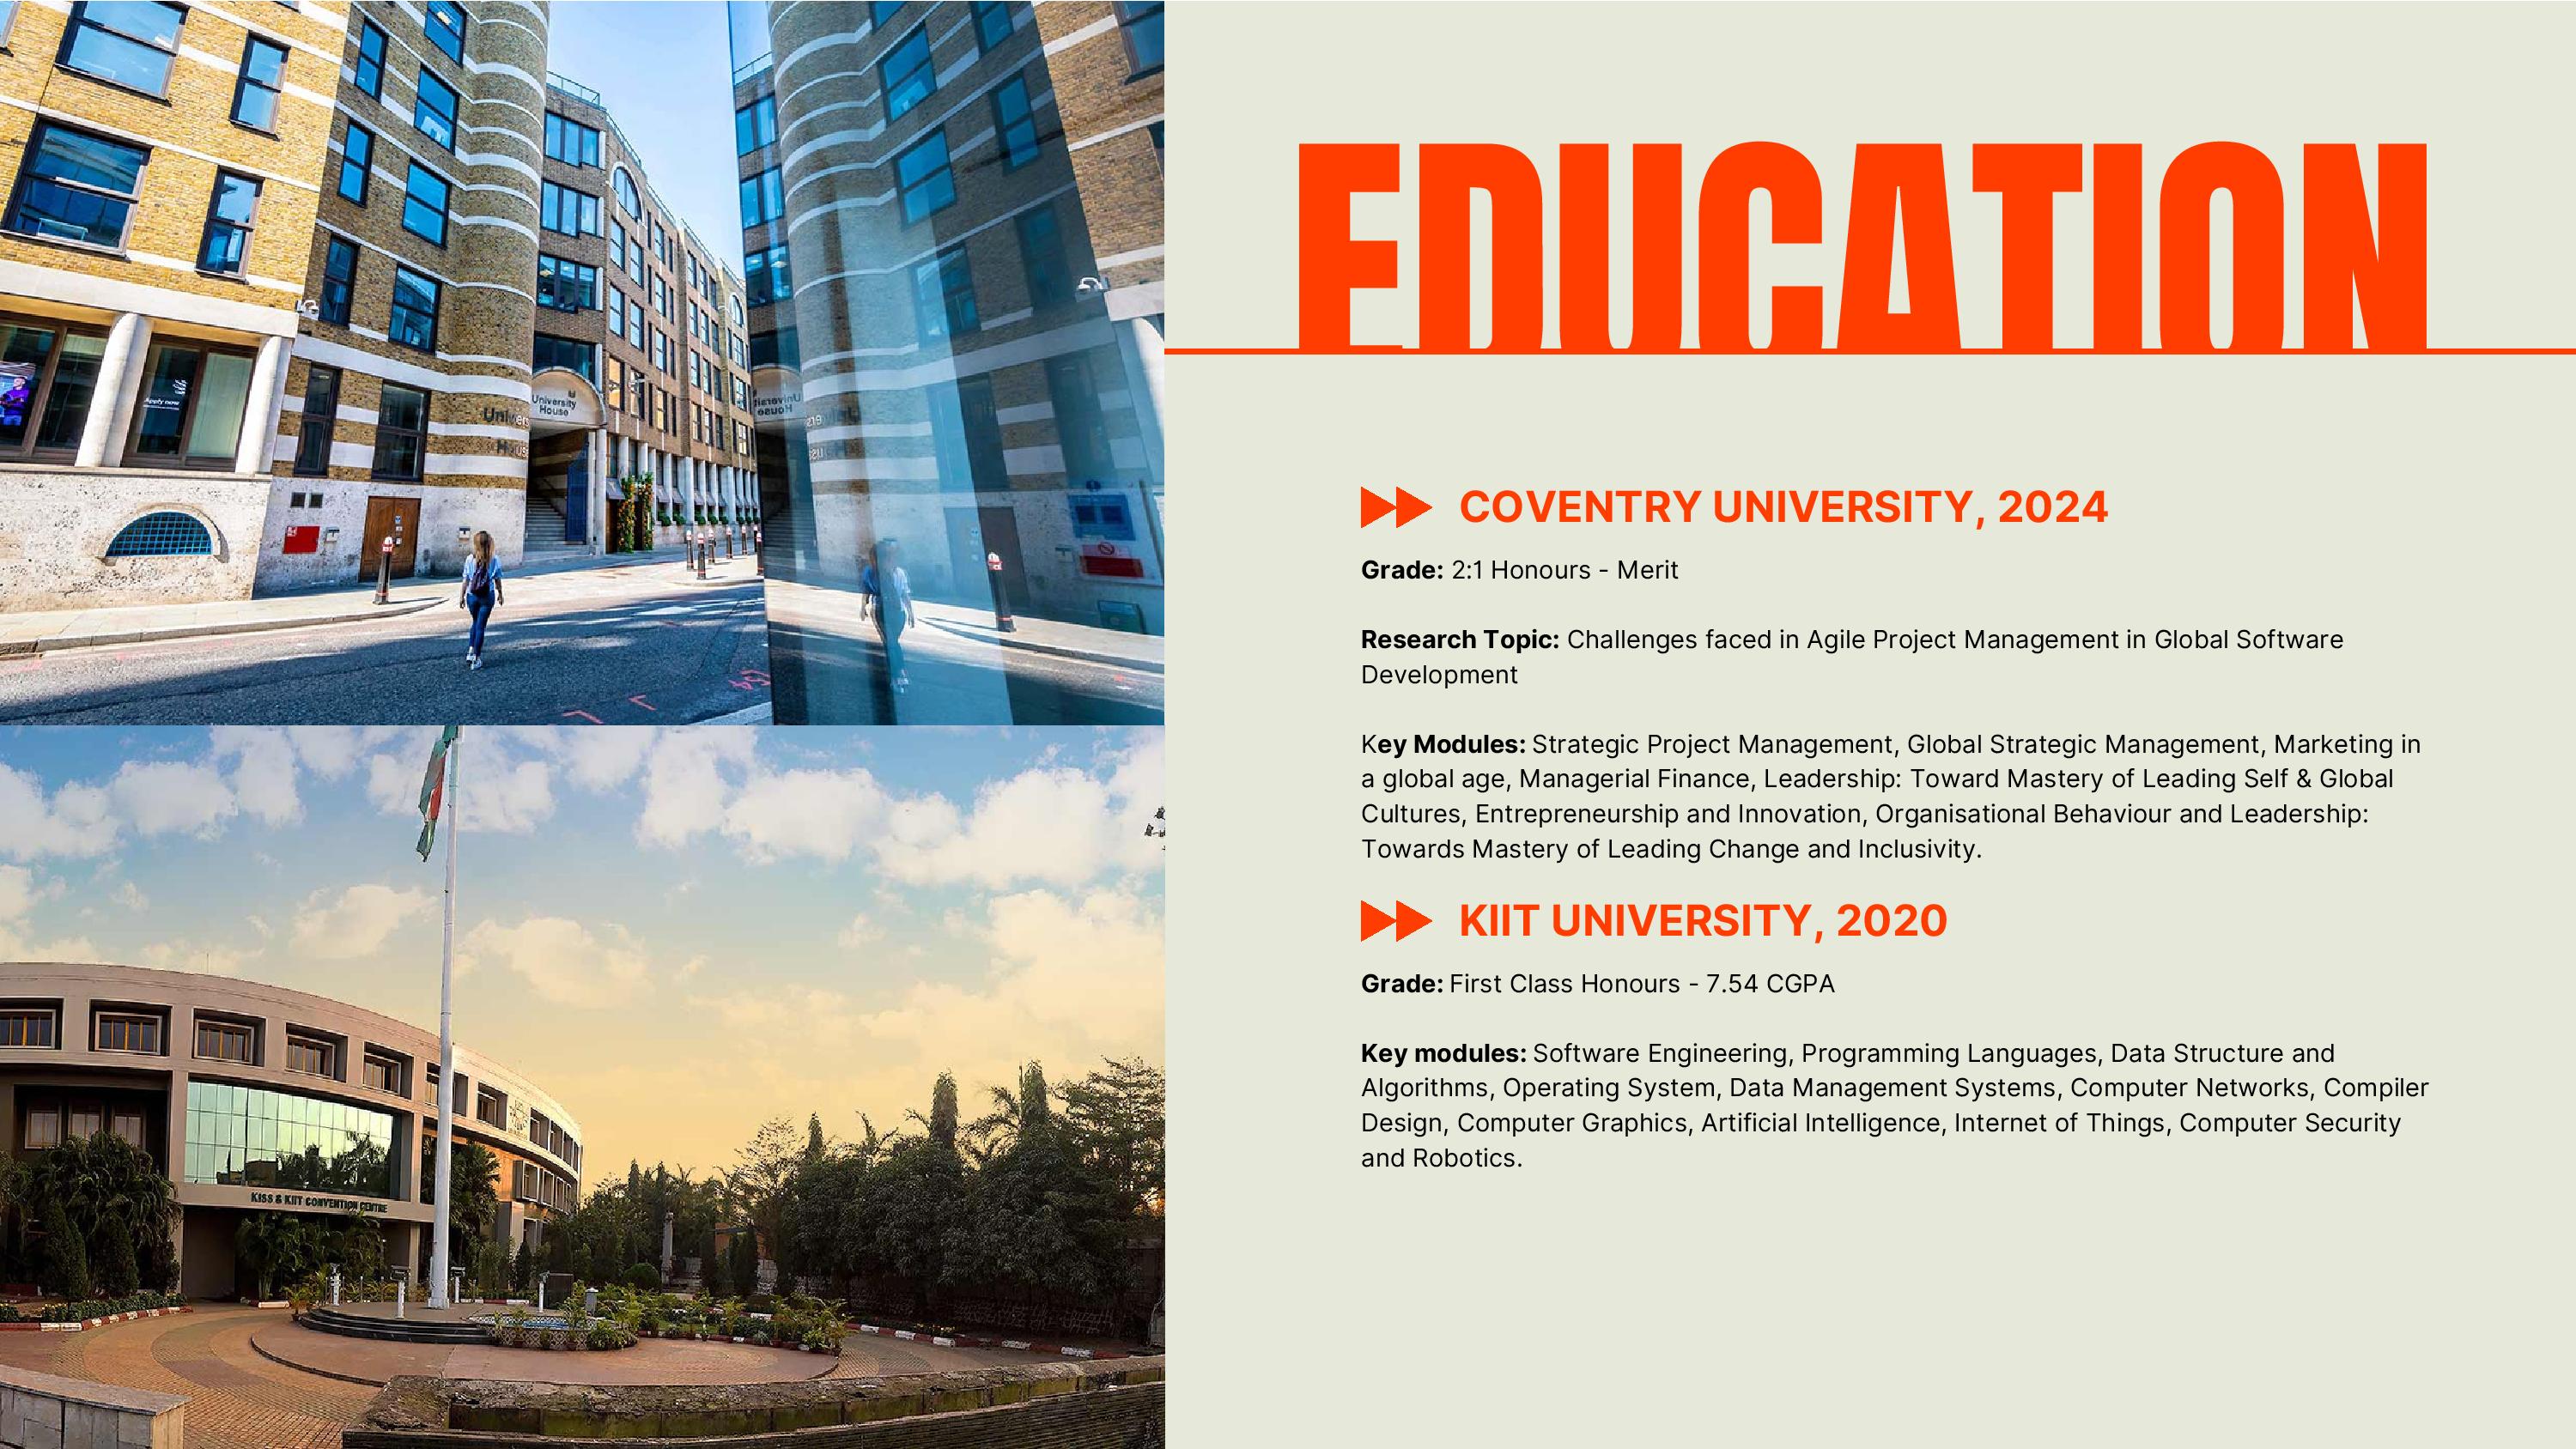 EDUCATION
COVENTRY UNIVERSITY, 2024
Grade: 2:1 Honours - Merit
Research Topic: Challenges faced in Agile Project Management in Global Software
Development
Key Modules: Strategic Project Management, Global Strategic Management, Marketing in
a global age, Managerial Finance, Leadership: Toward Mastery of Leading Self & Global
Cultures, Entrepreneurship and Innovation, Organisational Behaviour and Leadership:
Towards Mastery of Leading Change and Inclusivity.
KIIT UNIVERSITY, 2020
Grade: First Class Honours - 7.54 CGPA
Key modules: Software Engineering, Programming Languages, Data Structure and
Algorithms, Operating System, Data Management Systems, Computer Networks, Compiler
Design, Computer Graphics, Artificial Intelligence, Internet of Things, Computer Security
and Robotics.
University
House
Apply now
KISS & KIIT CONVENTION CENTRE